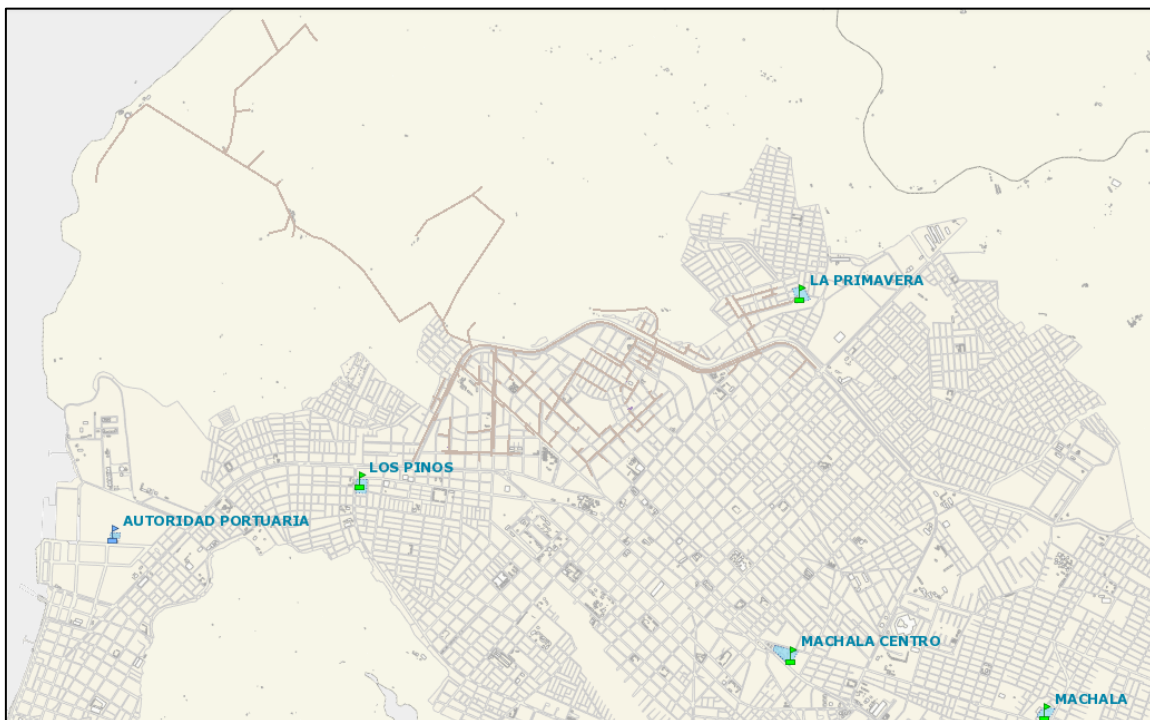 LA PRIMAVERA
LOS PINOS
AUTORIDAD PORTUARIA
MACHALA CENTRO
MACHALA